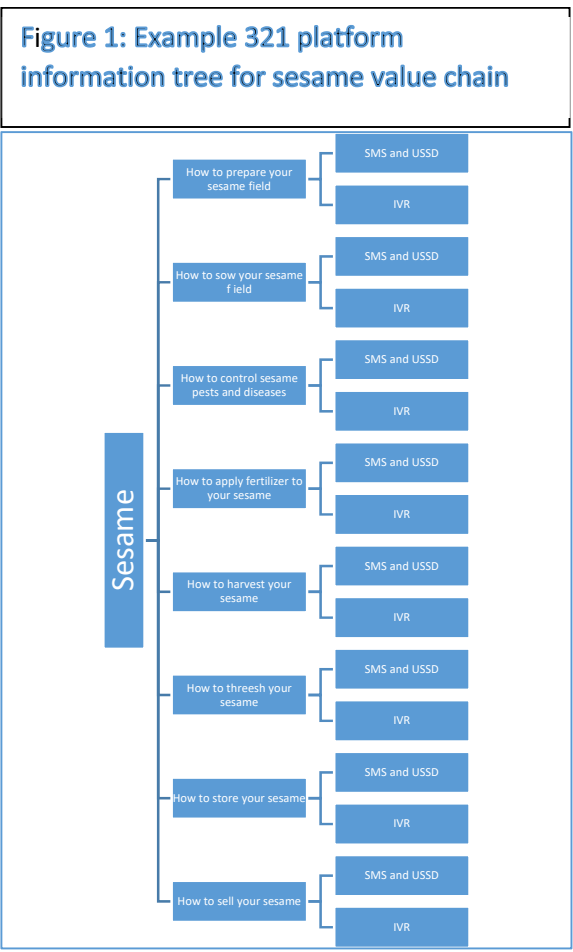 Figure 1: Example 321 platform
information tree for sesame value chain
Sesame
How to prepare your
sesame field
SMS and USSD
IVR
How to sow your sesame
f ield
SMS and USSD
IVR
How to control sesame
pests and diseases
SMS and USSD
IVR
How to apply fertilizer to
your sesame
SMS and USSD
IVR
How to harvest your
sesame
SMS and USSD
IVR
How to threesh your
sesame
SMS and USSD
IVR
How to store your sesame
SMS and USSD
IVR
How to sell your sesame
SMS and USSD
IVR